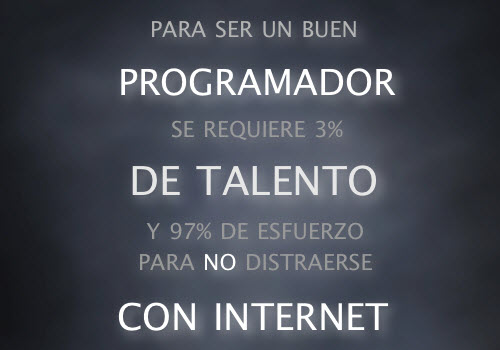 PARA SER UN BUEN
PROGRAMADOR
SE REQUIERE 3%
DE TALENTO
Y 97% DE ESFUERZO
PARA NO DISTRAERSE
CON INTERNET